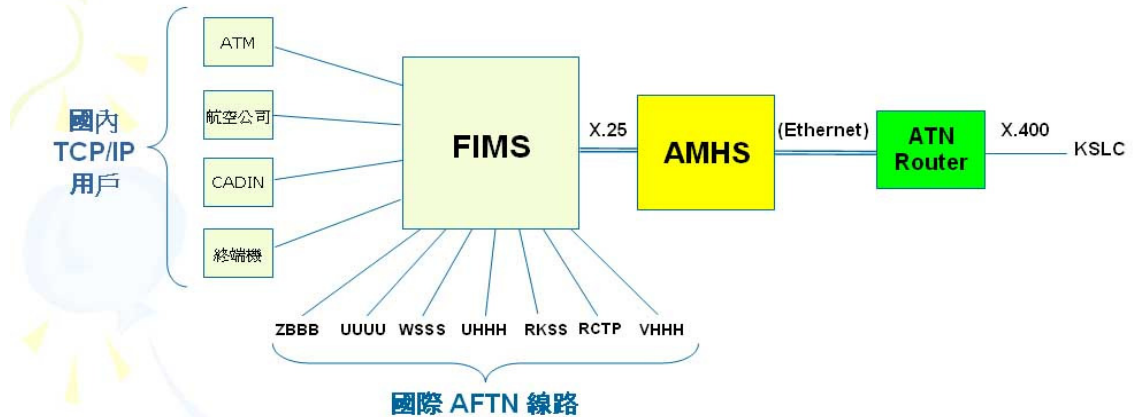 國內
TCP/IP
用戶
ATM
航空公司
CADIN
終端機
FIMS
X.25
AMHS
(Ethernet)
ATN
Router
X.400
KSLC
ZBBB UUUU WSSS UHHH RKSS RCTP VHHH
國際 AFTN 線路